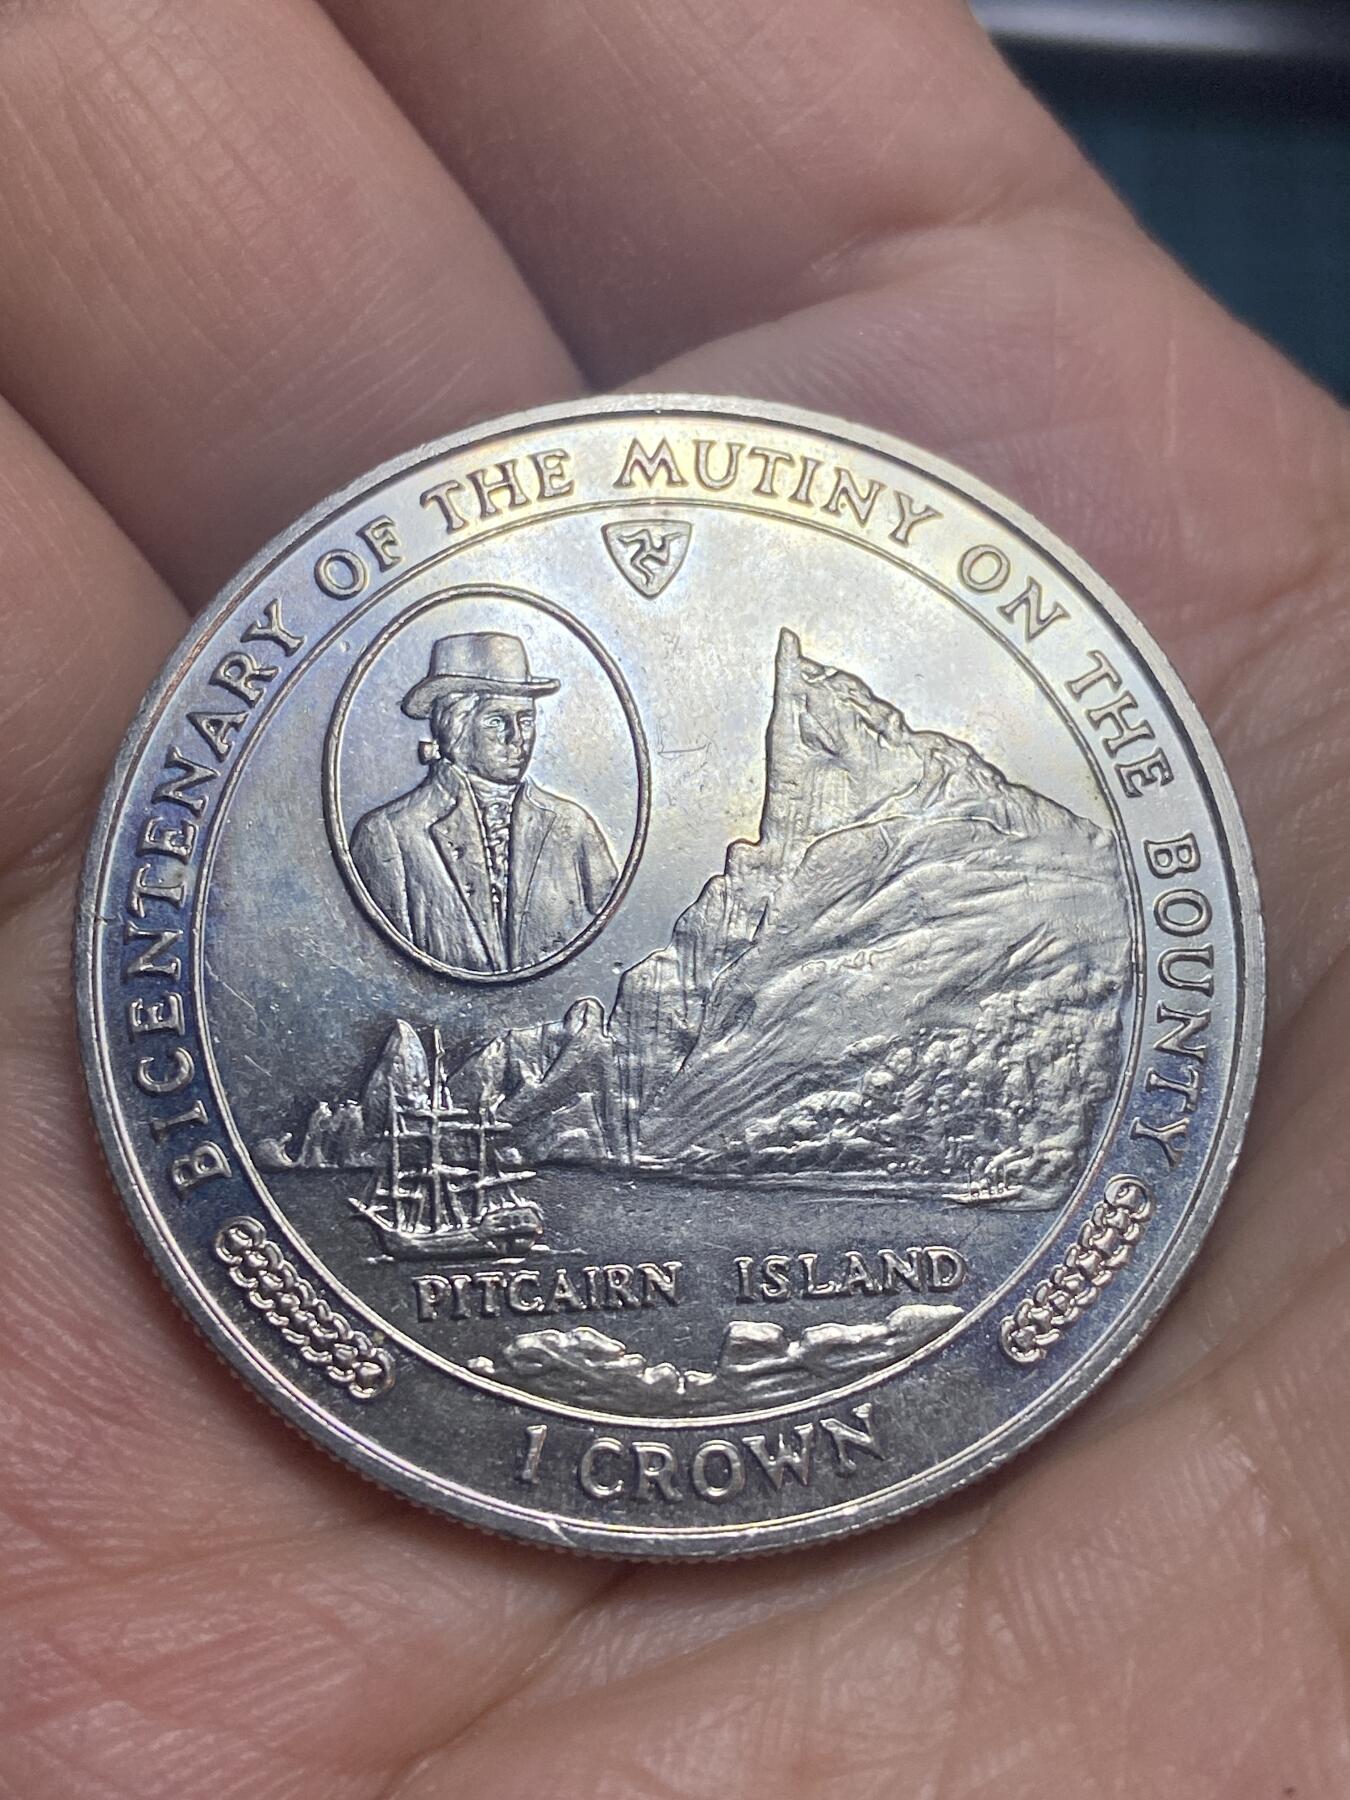 BICENTENARY OF THE MUTINY ON THE BOUNTY
PITCAIRN ISLAND
1 CROWN